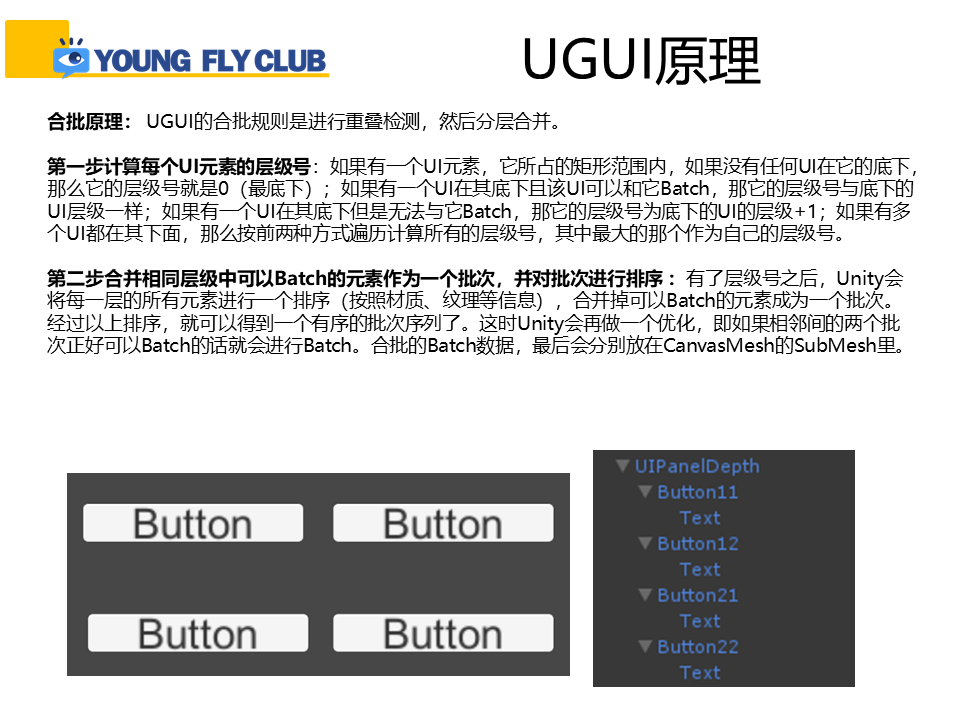 YOUNG FLY CLUB
UGUI原理
合批原理： UGUI的合批规则是进行重叠检测，然后分层合并。
第一步计算每个UI元素的层级号：如果有一个UI元素，它所占的矩形范围内，如果没有任何UI在它的底下，
那么它的层级号就是0（最底下）；如果有一个UI在其底下且该UI可以和它Batch，那它的层级号与底下的
UI层级一样；如果有一个UI在其底下但是无法与它Batch，那它的层级号为底下的UI的层级+1；如果有多
个UI都在其下面，那么按前两种方式遍历计算所有的层级号，其中最大的那个作为自己的层级号。
第二步合并相同层级中可以Batch的元素作为一个批次，并对批次进行排序：有了层级号之后，Unity会
将每一层的所有元素进行一个排序（按照材质、纹理等信息），合并掉可以Batch的元素成为一个批次。
经过以上排序，就可以得到一个有序的批次序列了。这时Unity会再做一个优化，即如果相邻间的两个批
次正好可以Batch的话就会进行Batch。合批的Batch数据，最后会分别放在CanvasMesh的SubMesh里。
Button Button
Button Button
UIPanelDepth
Button11
Text
Button12
Text
Button21
Text
Button22
Text